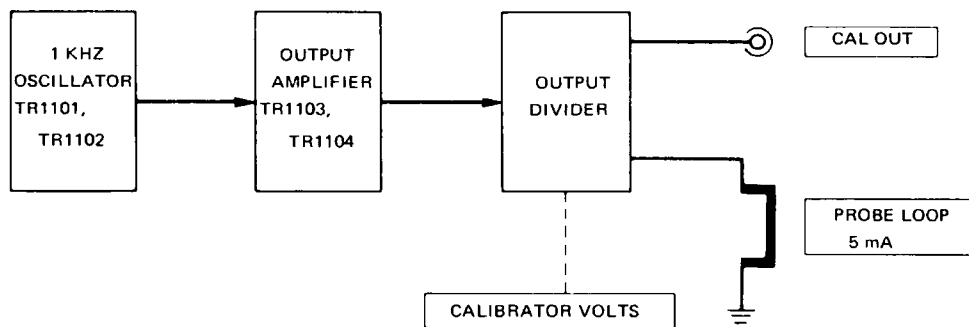 1 KHZ
OSCILLATOR
TR1101,
TR1102
OUTPUT
AMPLIFIER
TR1103,
TR1104
OUTPUT
DIVIDER
CAL OUT
PROBE LOOP
5 mA
CALIBRATOR VOLTS